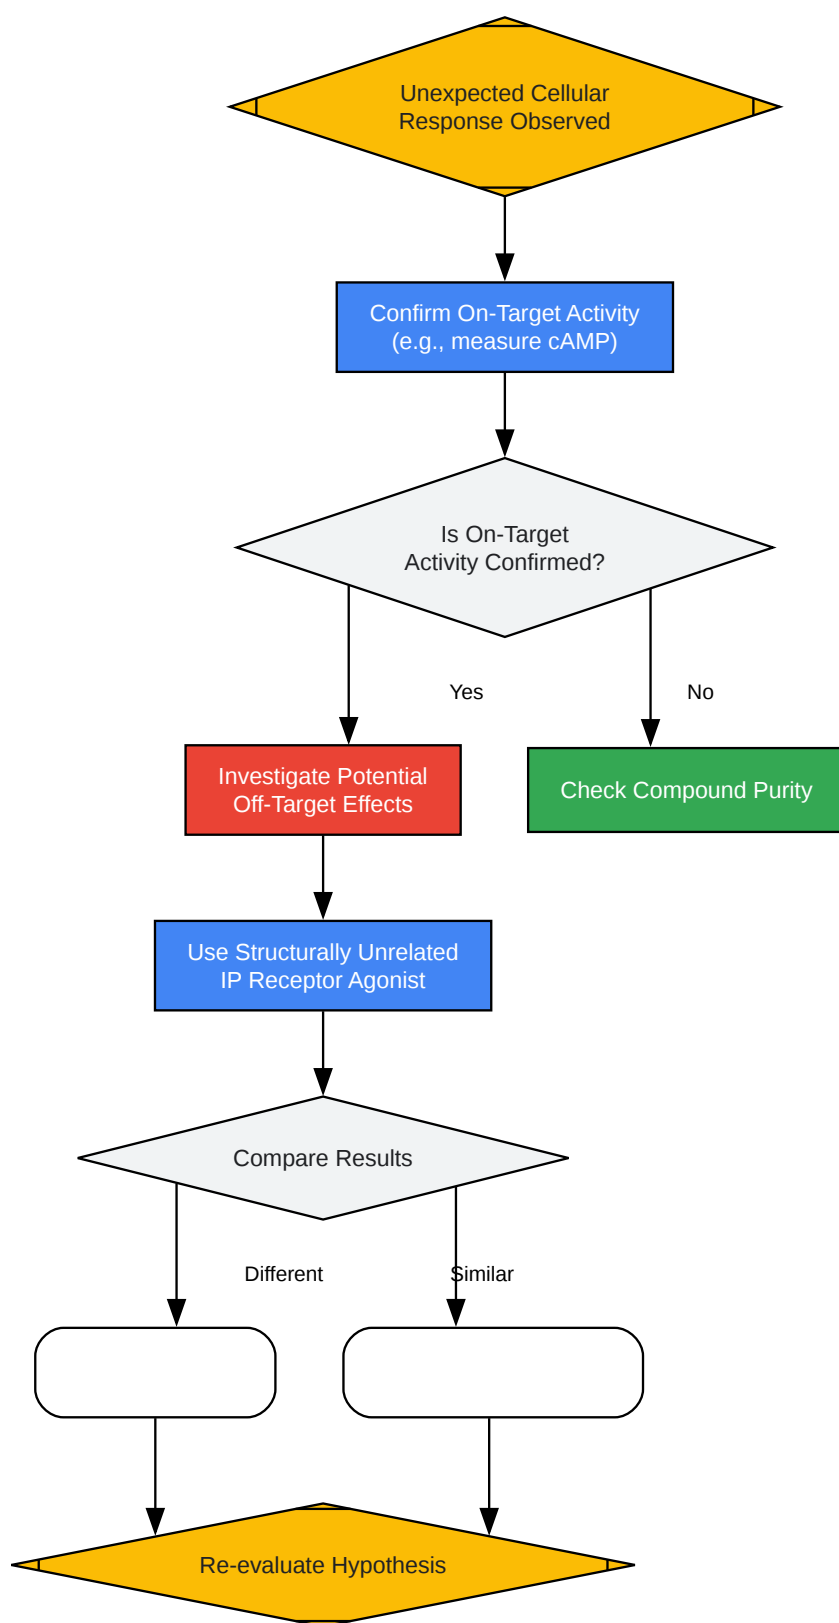 Unexpected Cellular
Response Observed
Confirm On-Target Activity
(e.g., measure cAMP)
Is On-Target
Activity Confirmed?
Yes
No
Investigate Potential
Off-Target Effects
Check Compound Purity
Use Structurally Unrelated
IP Receptor Agonist
Compare Results
Different
Similar
Re-evaluate Hypothesis